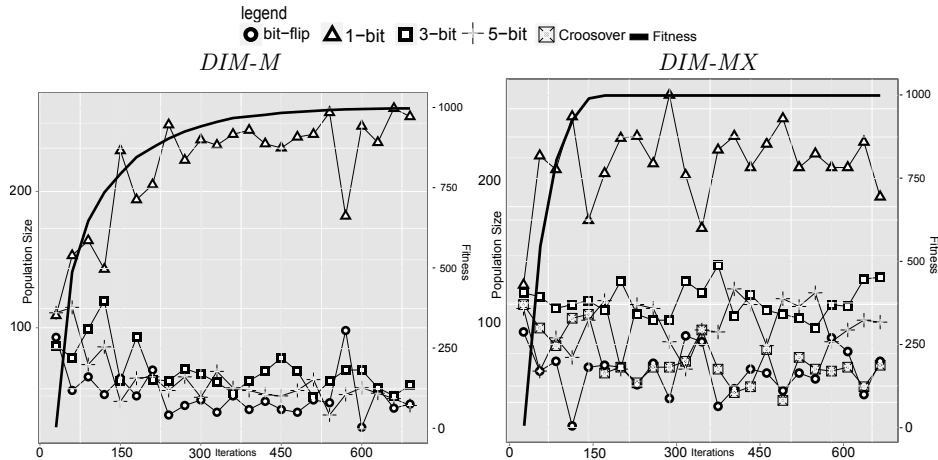 legend
bit-flip 1-bit 3-bit 5-bit Croosover Fitness
DIM-M DIM-MX
200
100
Population Size
1000
750
500
250
0
Fitness
0 150 300 Iterations 450 600
200
100
Population Size
1000
750
500
250
0
Fitness
0 150 300 Iterations 450 600